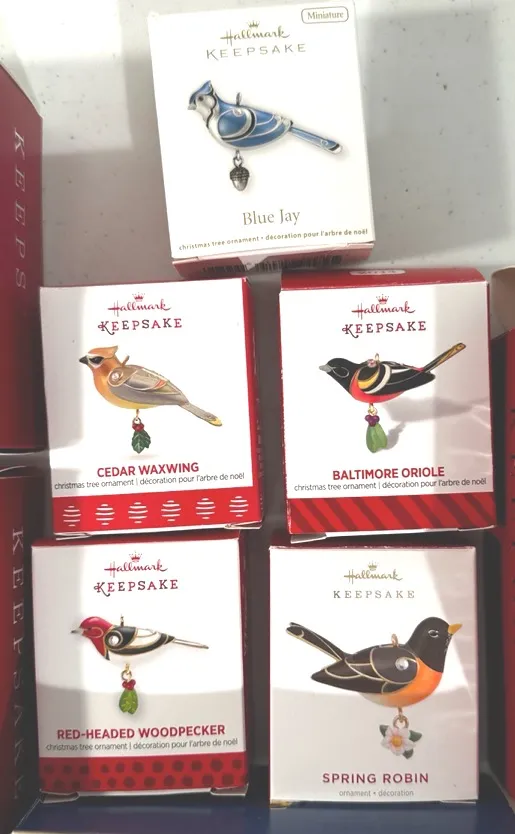 Miniature
Hallmark
KEEPSAKE
Blue Jay
christmas tree ornament • décoration pour l'arbre de noël
KEEPS
Hallmark
KEEPSAKE
CEDAR WAXWING
christmas tree ornament | décoration pour l'arbre de noël
Hallmark
KEEPSAKE
BALTIMORE ORIOLE
christmas tree ornament | décoration pour l'arbre de noël
KEEPSAKE
Hallmark
KEEPSAKE
RED-HEADED WOODPECKER
christmas tree ornament | décoration pour l'arbre de noël
Hallmark
KEEPSAKE
SPRING ROBIN
ornament • décoration